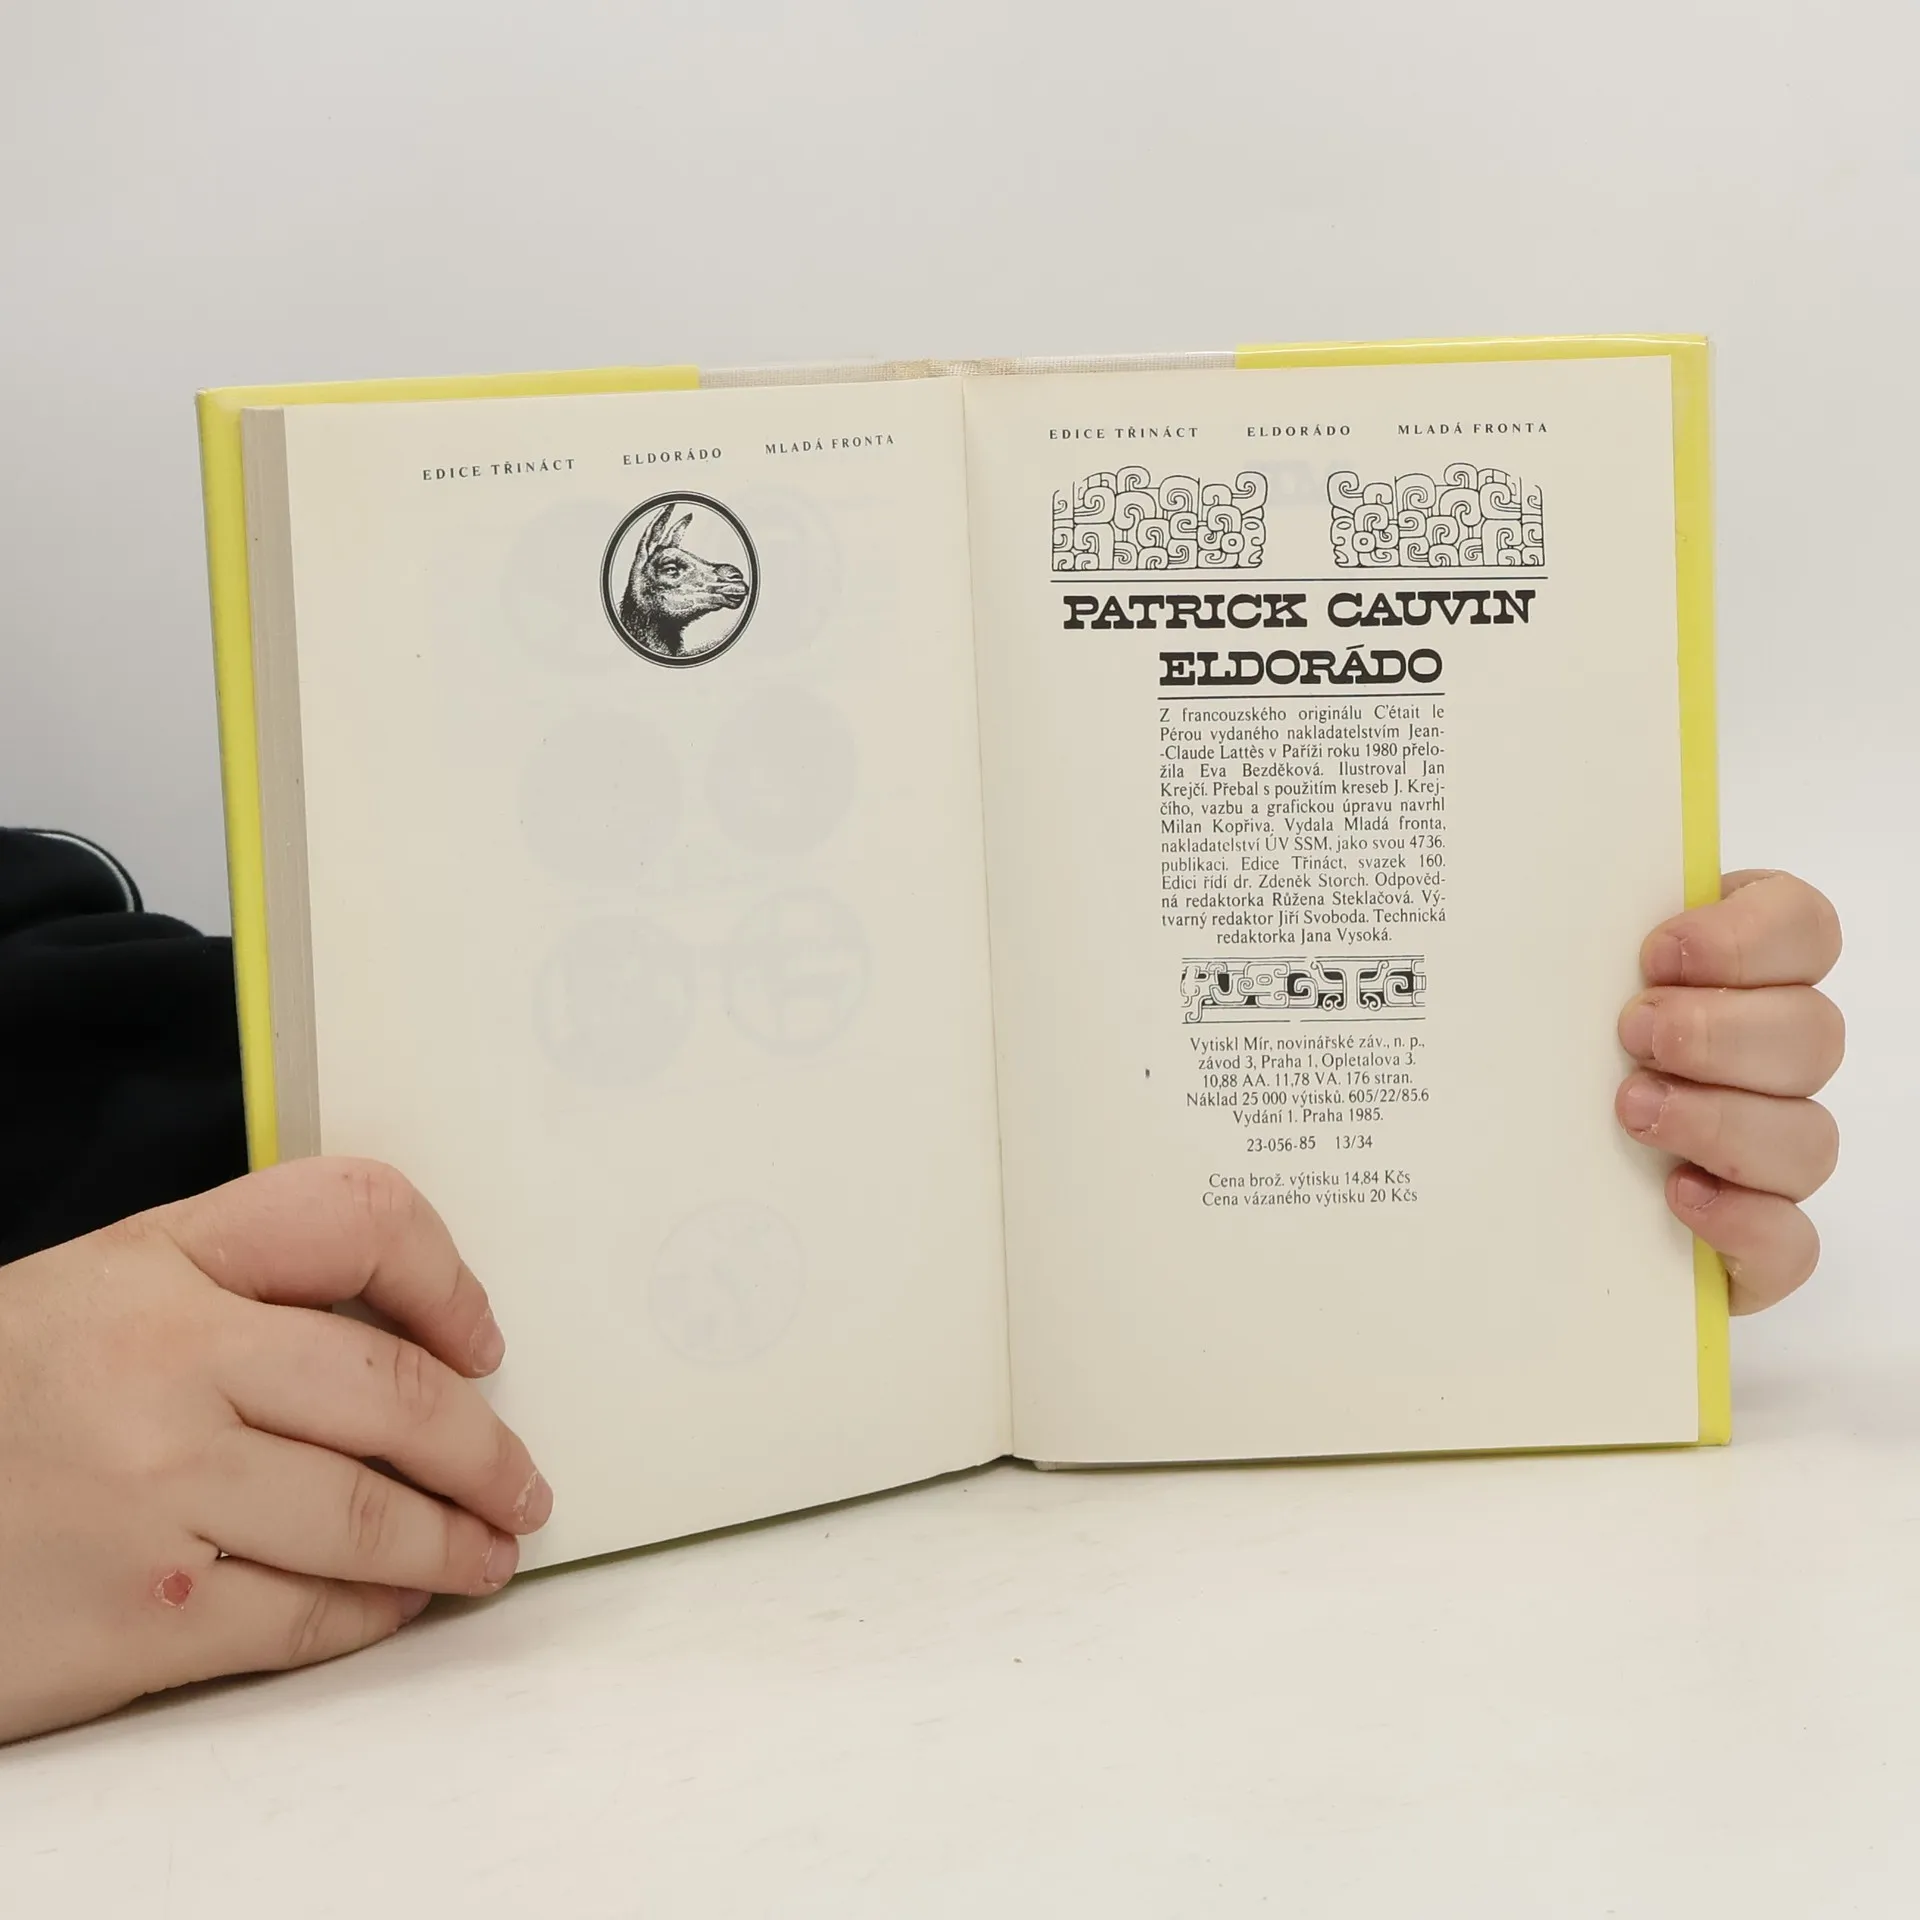 EDICE TŘINÁCT ELDORÁDO MLADÁ FRONTA
EDICE TŘINÁCT ELDORÁDO MLADÁ FRONTA
PATRICK CAUVIN
ELDORÁDO
Z francouzského originálu C'était le
Pérou vydaného nakladatelstvím Jean-
-Claude Lattès v Paříži roku 1980 přelo-
žila Eva Bezděková. Ilustroval Jan
Krejčí. Přebal s použitím kreseb J. Krej-
čího, vazbu a grafickou úpravu navrhl
Milan Kopřiva. Vydala Mladá fronta,
nakladatelství ÚV SSM, jako svou 4736.
publikaci. Edice Třináct, svazek 160.
Edici řídí dr. Zdeněk Storch. Odpověd-
ná redaktorka Růžena Steklačová. Vý-
tvarný redaktor Jiří Svoboda. Technická
redaktorka Jana Vysoká.
Vytiskl Mír, novinářské záv., n. p.,
závod 3, Praha 1, Opletalova 3.
10,88 AA. 11,78 VA. 176 stran.
Náklad 25 000 výtisků. 605/22/85.6
Vydání 1. Praha 1985.
23-056-85 13/34
Cena brož. výtisku 14,84 Kčs
Cena vázaného výtisku 20 Kčs